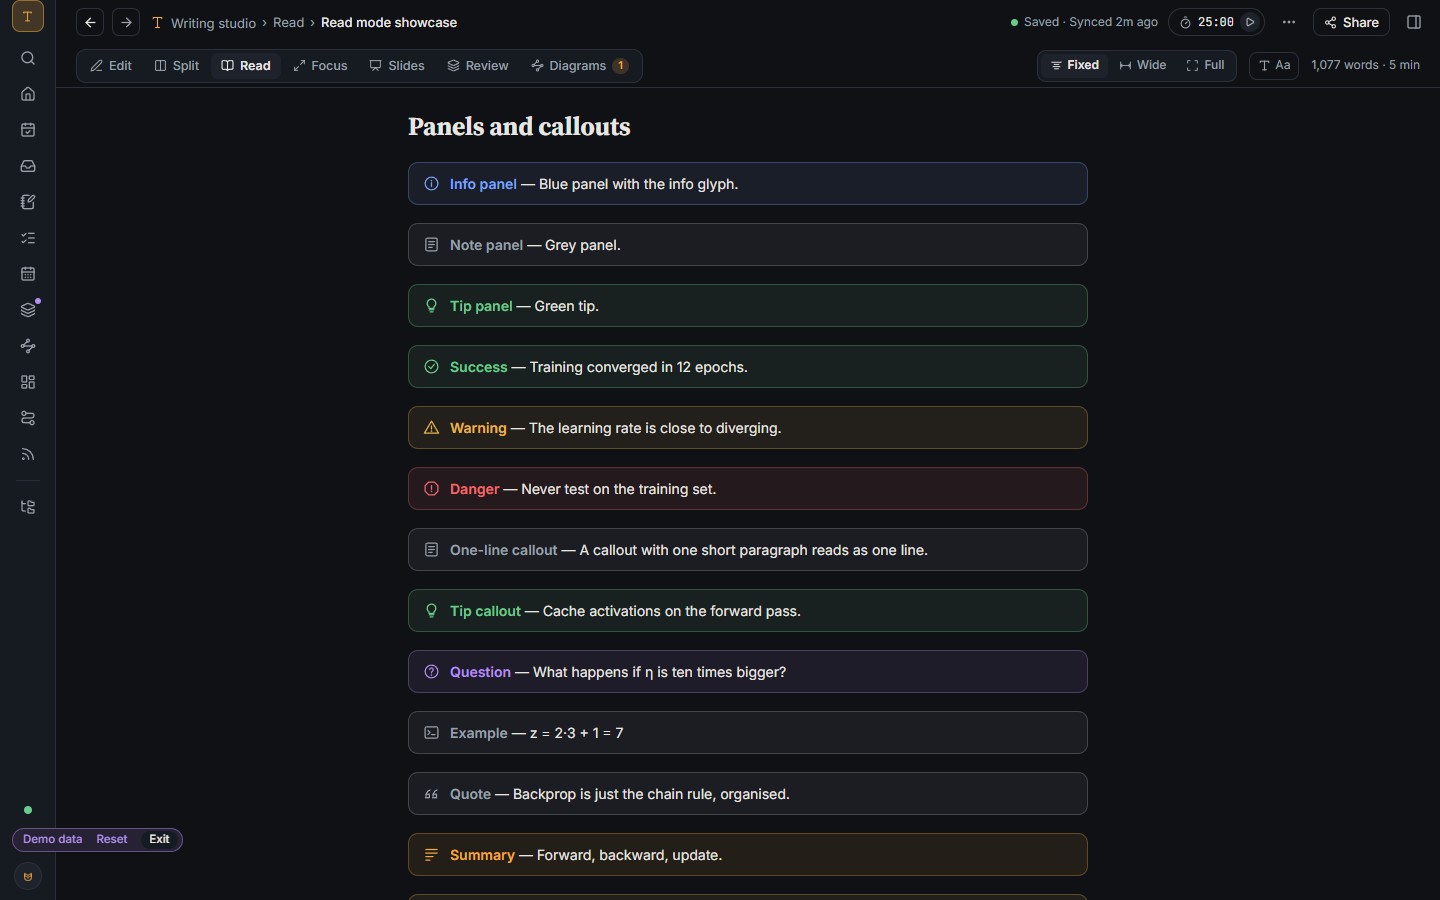 T
T Writing studio › Read › Read mode showcase
Saved · Synced 2m ago
25:00
Share
Edit
Split
Read
Focus
Slides
Review
Diagrams 1
Fixed
Wide
Full
Aa
1,077 words · 5 min
Panels and callouts
Info panel — Blue panel with the info glyph.
Note panel — Grey panel.
Tip panel — Green tip.
Success — Training converged in 12 epochs.
Warning — The learning rate is close to diverging.
Danger — Never test on the training set.
One-line callout — A callout with one short paragraph reads as one line.
Tip callout — Cache activations on the forward pass.
Question — What happens if η is ten times bigger?
Example — z = 2·3 + 1 = 7
Quote — Backprop is just the chain rule, organised.
Demo data Reset Exit
Summary — Forward, backward, update.